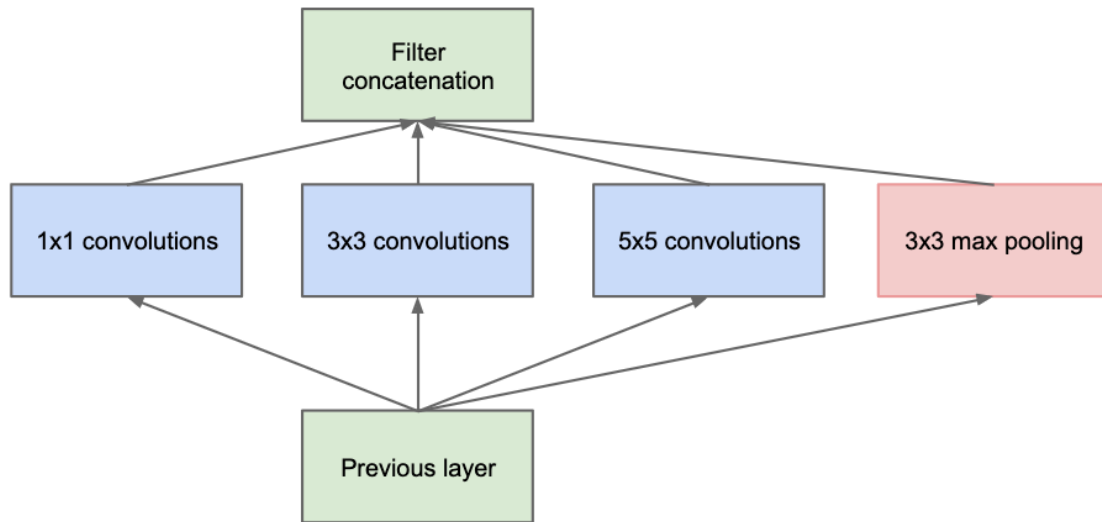 Filter
concatenation
1x1 convolutions
3x3 convolutions
5x5 convolutions
3x3 max pooling
Previous layer